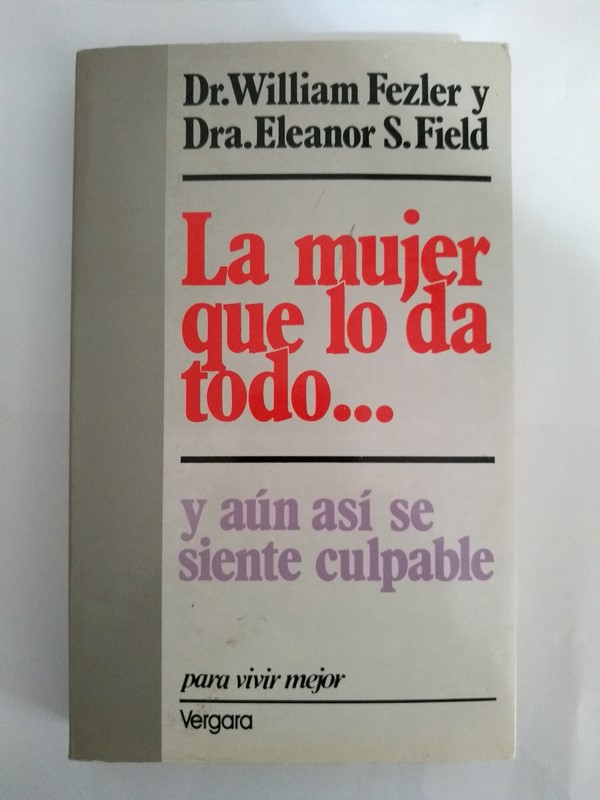 Dr. William Fezler y
Dra. Eleanor S. Field
La mujer
que lo da
todo...
y aún así se
siente culpable
para vivir mejor
Vergara